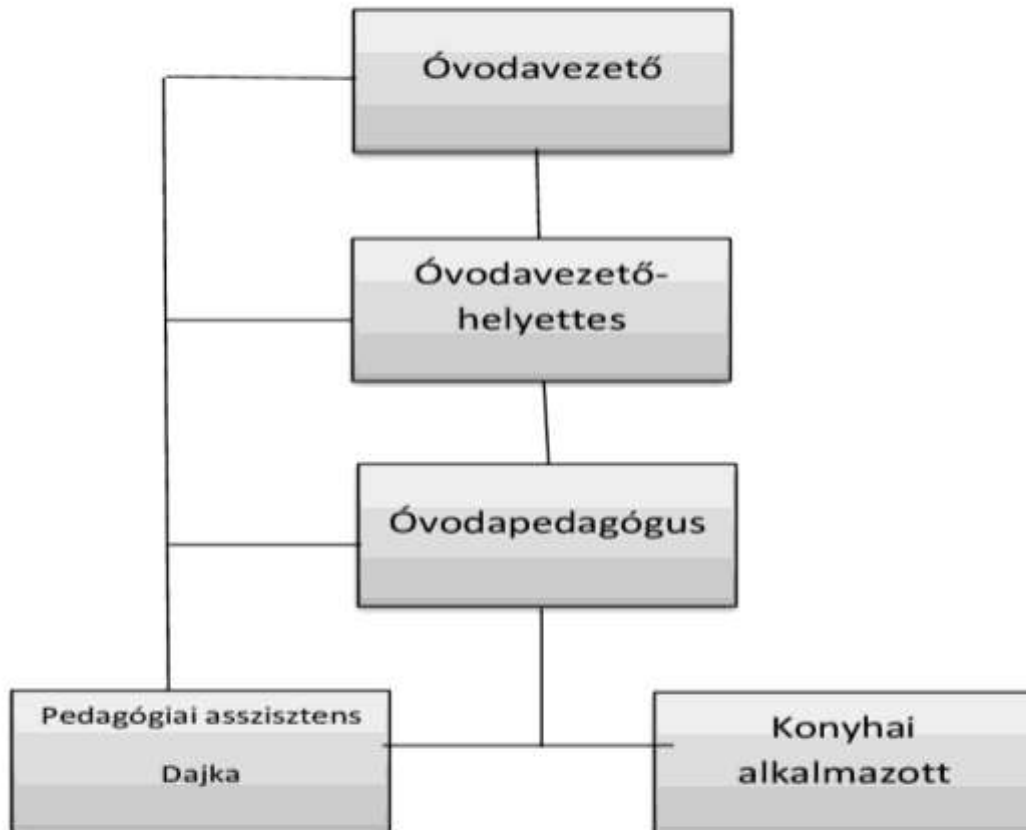 Óvodavezető
Óvodavezető-
helyettes
Óvodapedagógus
Pedagógiai asszisztens
Dajka
Konyhai
alkalmazott